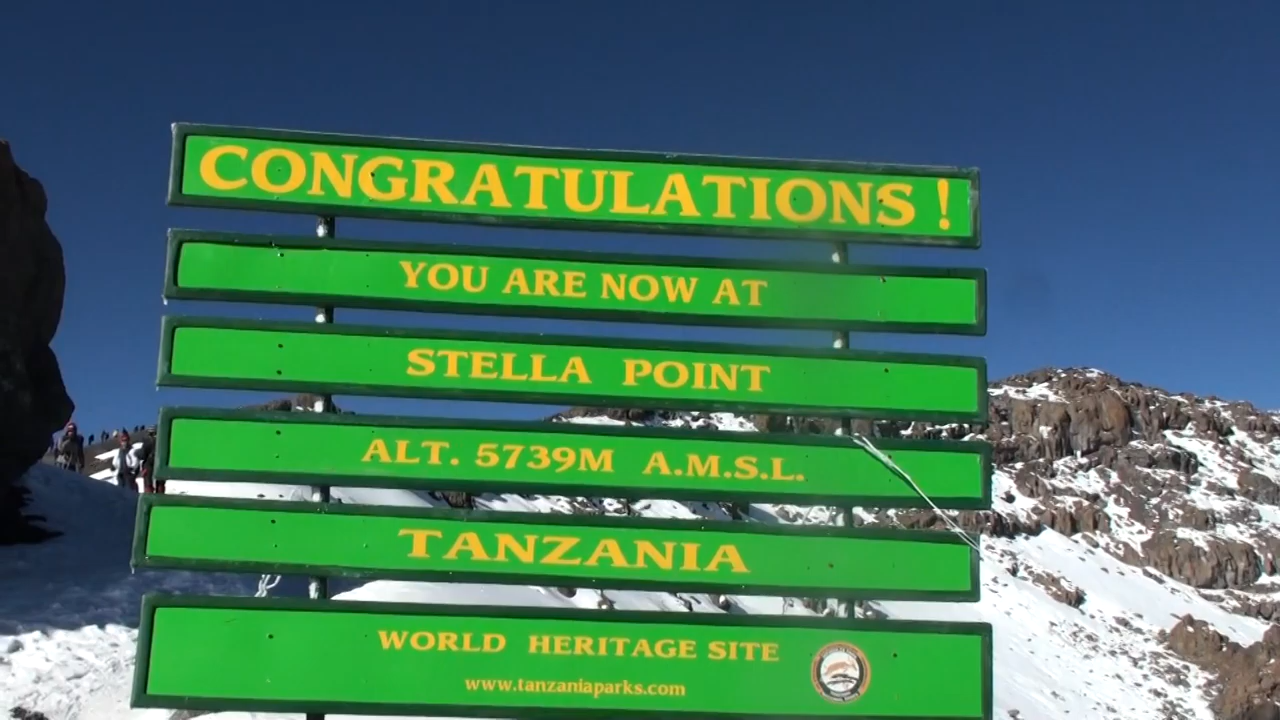 CONGRATULATIONS !
YOU ARE NOW AT
STELLA POINT
ALT. 5739M A.M.S.L.
TANZANIA
WORLD HERITAGE SITE
www.tanzaniaparks.com